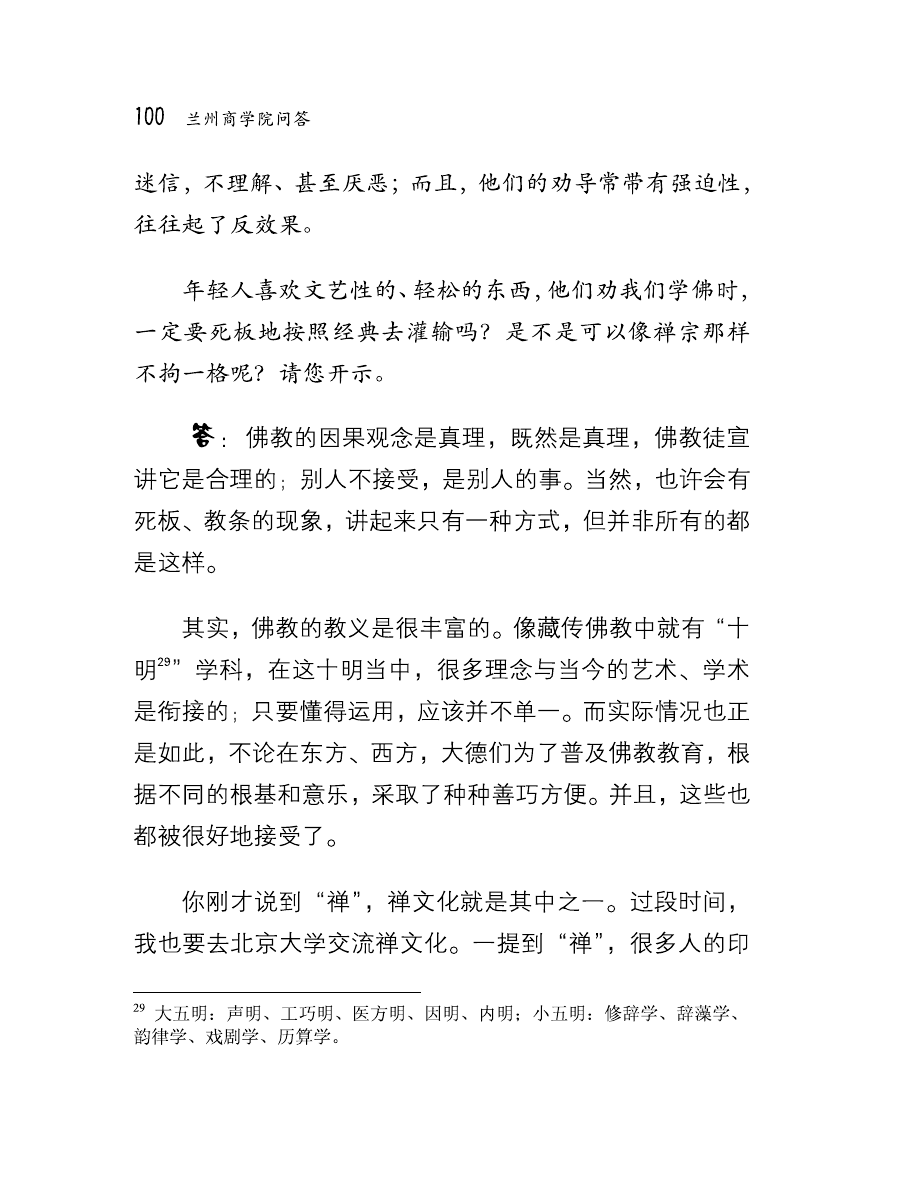 100 兰州商学院问答
迷信，不理解、甚至厌恶；而且，他们的劝导常带有强迫性，
往往起了反效果。
年轻人喜欢文艺性的、轻松的东西，他们劝我们学佛时，
一定要死板地按照经典去灌输吗？是不是可以像禅宗那样
不拘一格呢？请您开示。
答：佛教的因果观念是真理，既然是真理，佛教徒宣
讲它是合理的；别人不接受，是别人的事。当然，也许会有
死板、教条的现象，讲起来只有一种方式，但并非所有的都
是这样。
其实，佛教的教义是很丰富的。像藏传佛教中就有“十
明29”学科，在这十明当中，很多理念与当今的艺术、学术
是衔接的；只要懂得运用，应该并不单一。而实际情况也正
是如此，不论在东方、西方，大德们为了普及佛教教育，根
据不同的根基和意乐，采取了种种善巧方便。并且，这些也
都被很好地接受了。
你刚才说到“禅”，禅文化就是其中之一。过段时间，
我也要去北京大学交流禅文化。一提到“禅”，很多人的印
29 大五明：声明、工巧明、医方明、因明、内明；小五明：修辞学、辞藻学、
韵律学、戏剧学、历算学。